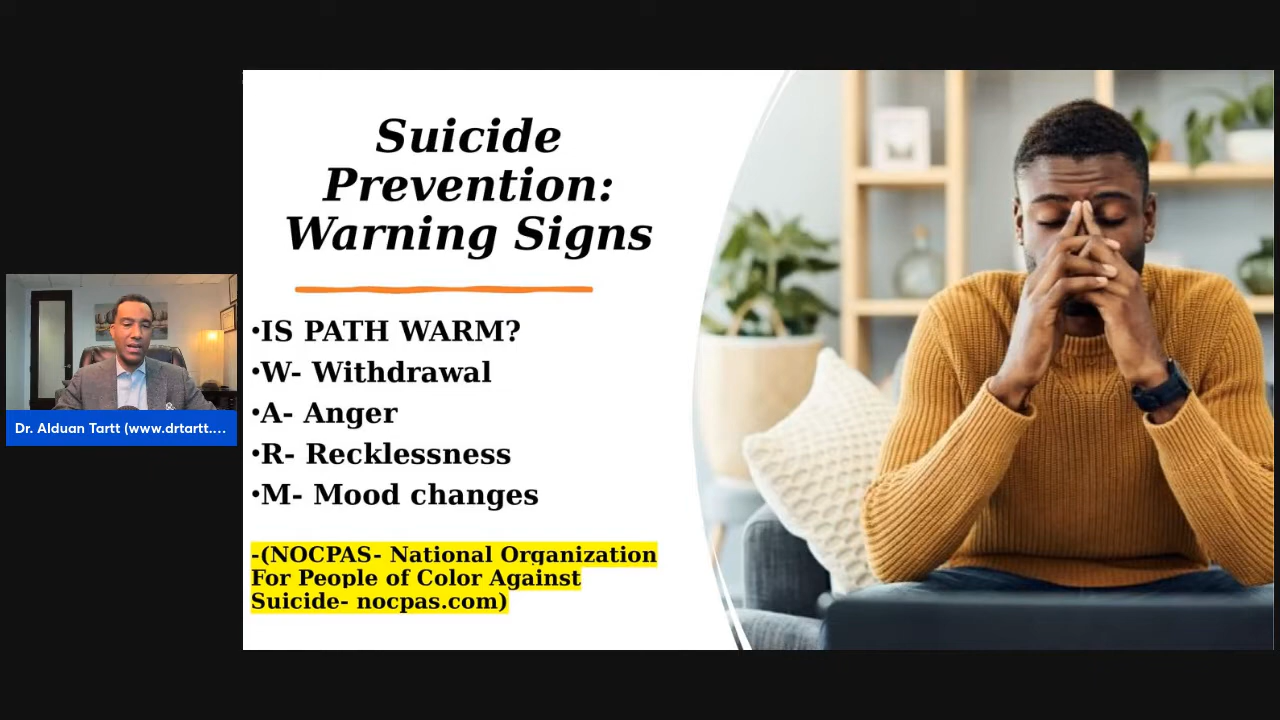 Suicide
Prevention:
Warning Signs
•IS PATH WARM?
•W- Withdrawal
•A- Anger
•R- Recklessness
•M- Mood changes
-(NOCPAS- National Organization
For People of Color Against
Suicide- nocpas.com)
Dr. Alduan Tartt (www.drtartt....